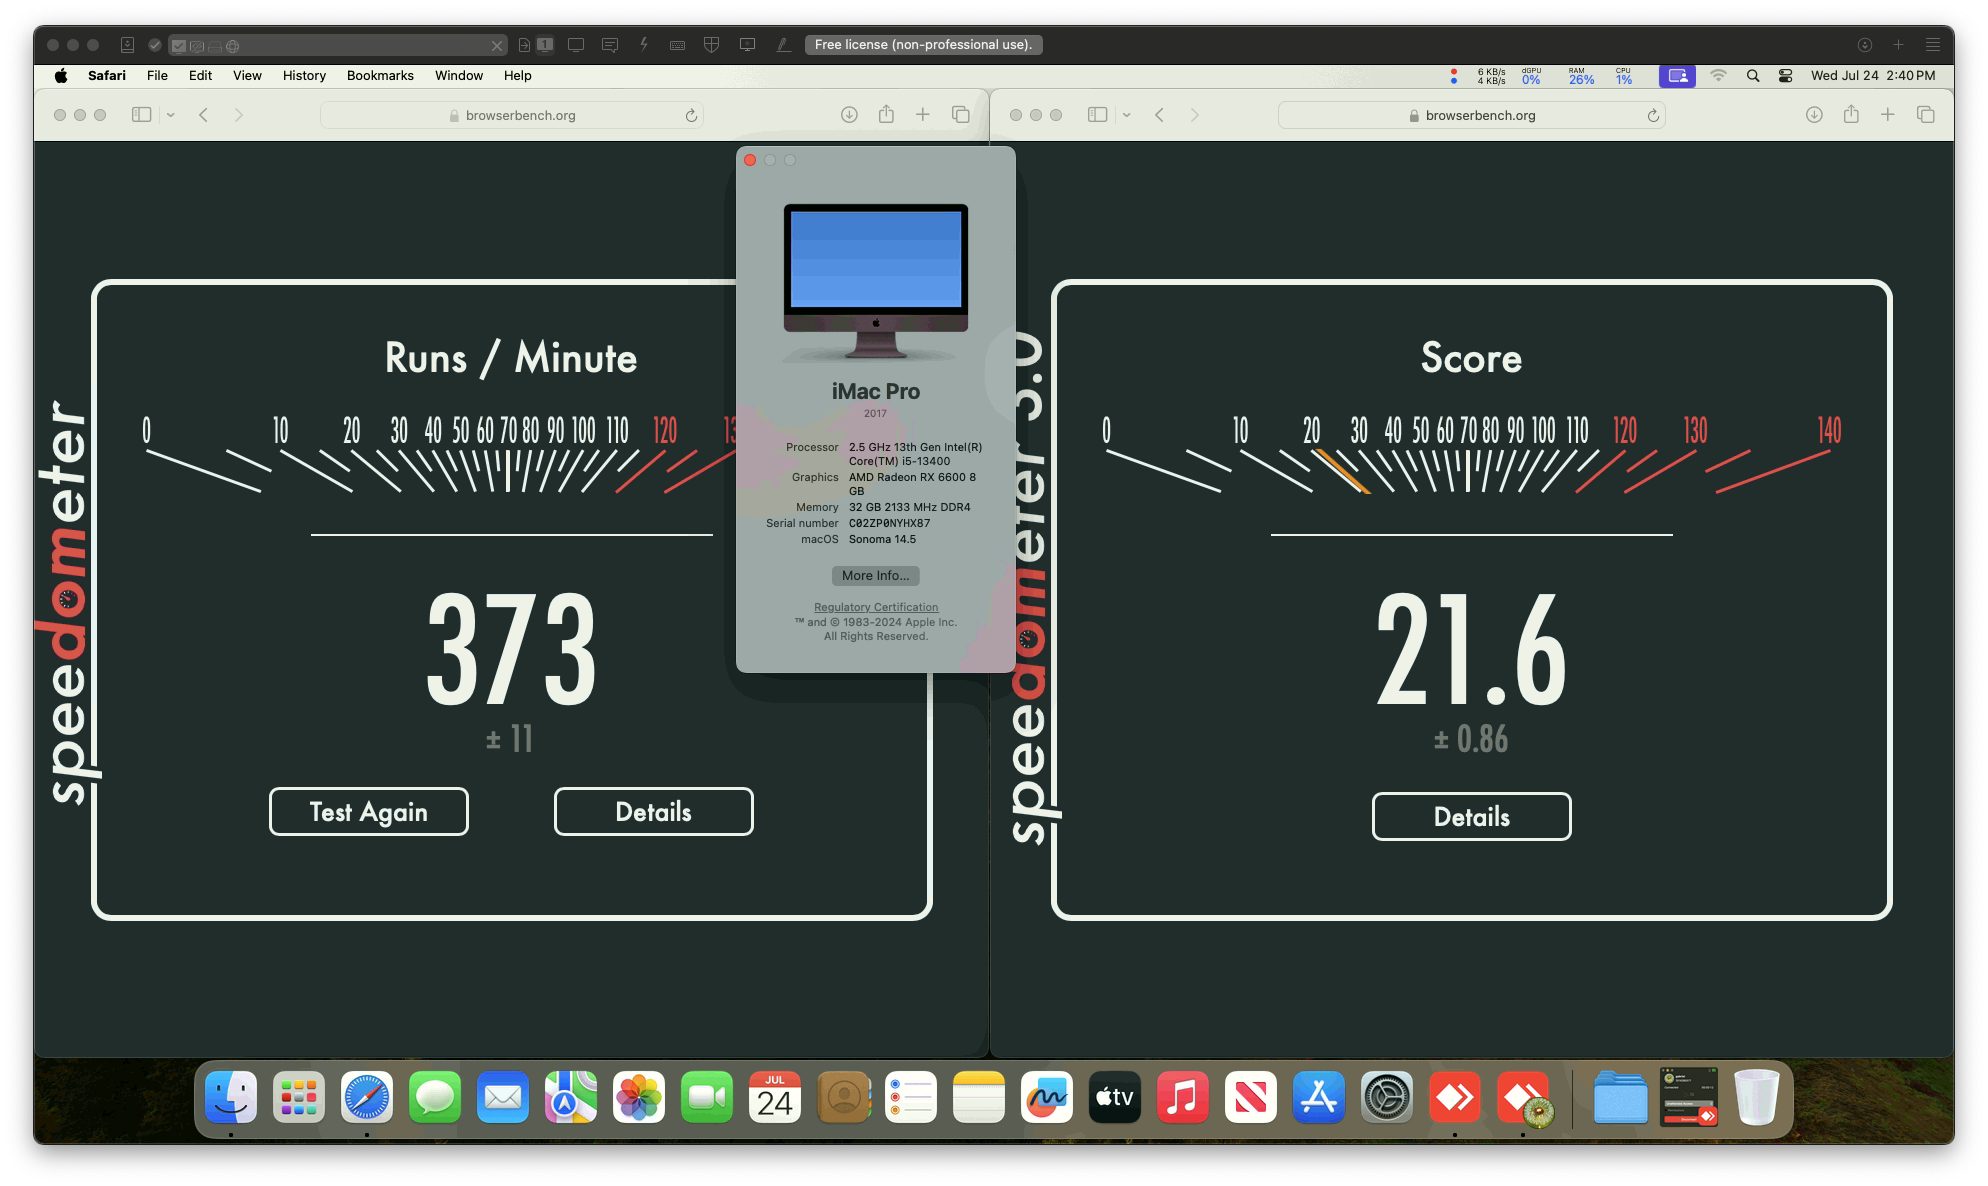 1
Free license (non-professional use).
Safari File Edit View History Bookmarks Window Help
6 KB/s
4 KB/s
dGPU
0%
RAM
26%
CPU
1%
Wed Jul 24 2:40 PM
browserbench.org
browserbench.org
speedometer
Runs / Minute
0 10 20 30 40 50 60 70 80 90 100 110 120 13
373
± 11
Test Again
Details
iMac Pro
2017
Processor 2.5 GHz 13th Gen Intel(R)
Core(TM) i5-13400
Graphics AMD Radeon RX 6600 8
GB
Memory 32 GB 2133 MHz DDR4
Serial number C02ZP0NYHX87
macOS Sonoma 14.5
More Info...
Regulatory Certification
™ and © 1983-2024 Apple Inc.
All Rights Reserved.
speedometer 3.0
Score
0 10 20 30 40 50 60 70 80 90 100 110 120 130 140
21.6
± 0.86
Details
JUL
24
tv